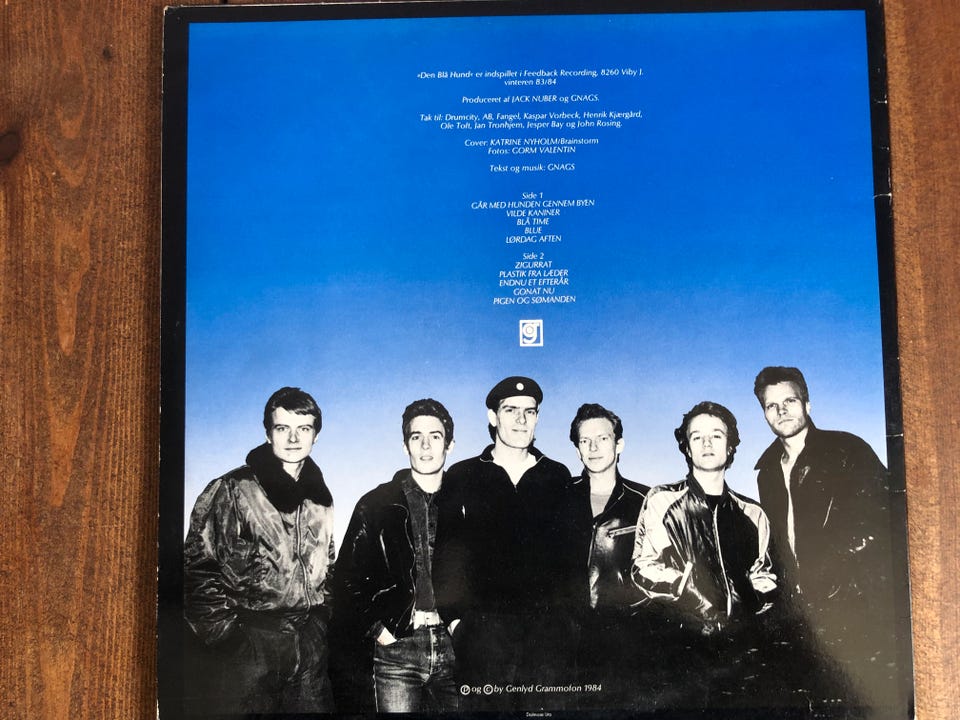 »Den Blå Hund« er indspillet i Feedback Recording, 8260 Viby J.
vinteren 83/84
Produceret af JACK NUBER og GNAGS.
Tak til: Drumcity, AB, Fangel, Kaspar Vorbeck, Henrik Kjærgård,
Ole Toft, Jan Tronhjem, Jesper Bay og John Rosing.
Cover: KATRINE NYHOLM/Brainstorm
Fotos: GORM VALENTIN
Tekst og musik: GNAGS
Side 1
GÅR MED HUNDEN GENNEM BYEN
VILDE KANINER
BLÅ TIME
BLUE
LØRDAG AFTEN
Side 2
ZIGURRAT
PLASTIK FRA LÆDER
ENDNU ET EFTERÅR
GONAT NU
PIGEN OG SØMANDEN
g
Ⓟ og © by Genlyd Grammofon 1984